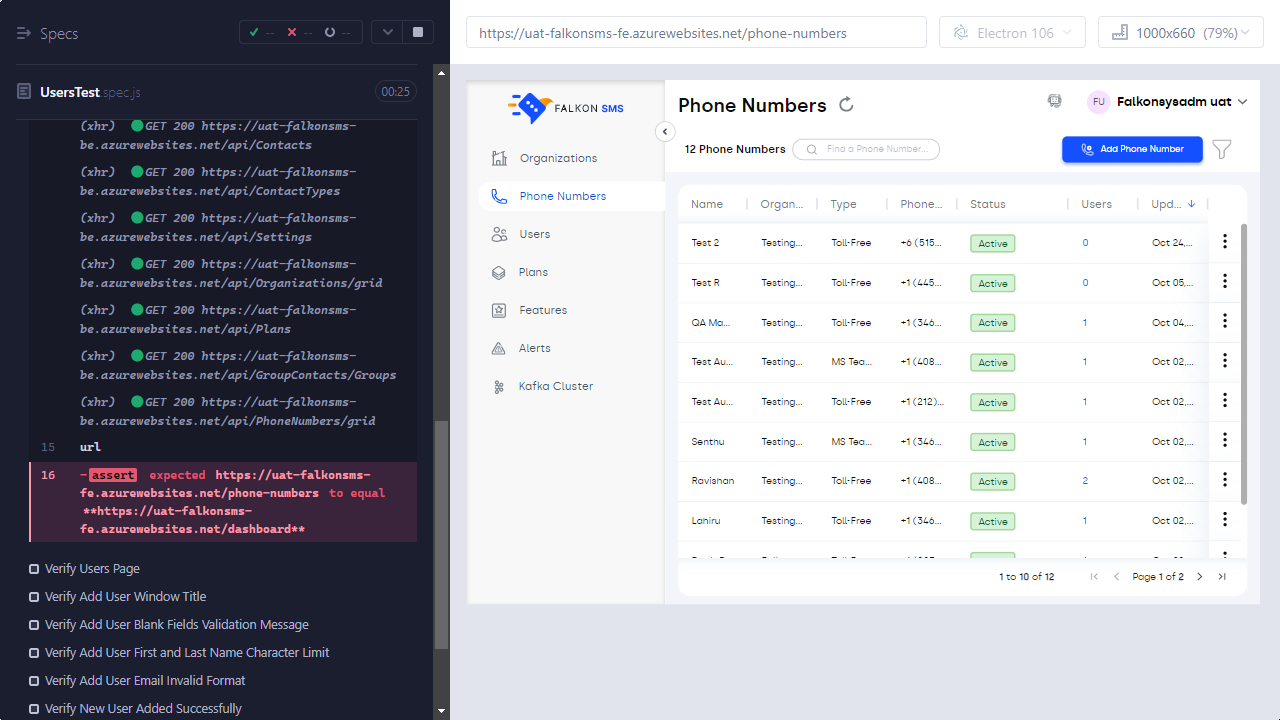 Specs
-- -- --
UsersTest.spec.js
00:25
(xhr) GET 200 https://uat-falkonsms-
be.azurewebsites.net/api/Contacts
(xhr) GET 200 https://uat-falkonsms-
be.azurewebsites.net/api/ContactTypes
(xhr) GET 200 https://uat-falkonsms-
be.azurewebsites.net/api/Settings
(xhr) GET 200 https://uat-falkonsms-
be.azurewebsites.net/api/Organizations/grid
(xhr) GET 200 https://uat-falkonsms-
be.azurewebsites.net/api/Plans
(xhr) GET 200 https://uat-falkonsms-
be.azurewebsites.net/api/GroupContacts/Groups
(xhr) GET 200 https://uat-falkonsms-
be.azurewebsites.net/api/PhoneNumbers/grid
15 url
16 -assert expected https://uat-falkonsms-
fe.azurewebsites.net/phone-numbers to equal
**https://uat-falkonsms-
fe.azurewebsites.net/dashboard**
Verify Users Page
Verify Add User Window Title
Verify Add User Blank Fields Validation Message
Verify Add User First and Last Name Character Limit
Verify Add User Email Invalid Format
Verify New User Added Successfully
https://uat-falkonsms-fe.azurewebsites.net/phone-numbers
Electron 106
1000x660 (79%)
FALKON SMS
Organizations
Phone Numbers
Users
Plans
Features
Alerts
Kafka Cluster
Phone Numbers
FU Falkonsysadm uat
12 Phone Numbers
Find a Phone Number...
Add Phone Number
Name Organ... Type Phone... Status Users Upd...
Test 2 Testing... Toll-Free +6 (515... Active 0 Oct 24,...
Test R Testing... Toll-Free +1 (445... Active 0 Oct 05,...
QA Ma... Testing... Toll-Free +1 (346... Active 1 Oct 04,...
Test Au... Testing... MS Tea... +1 (408... Active 1 Oct 02,...
Test Au... Testing... Toll-Free +1 (212)... Active 1 Oct 02,...
Senthu Testing... MS Tea... +1 (346... Active 1 Oct 02,...
Ravishan Testing... Toll-Free +1 (408... Active 2 Oct 02,...
Lahiru Testing... Toll-Free +1 (346... Active 1 Oct 02,...
1 to 10 of 12
Page 1 of 2